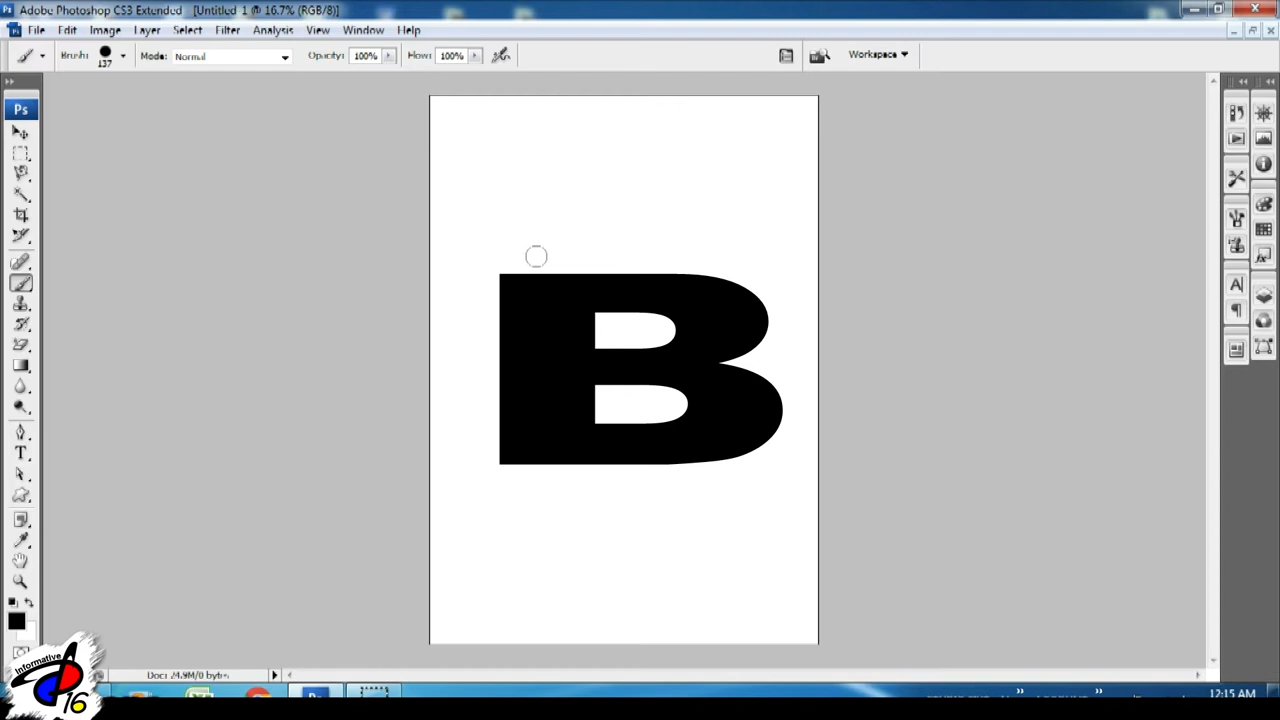 Adobe Photoshop CS3 Extended - [Untitled-1 @ 16.7% (RGB/8)]
File Edit Image Layer Select Filter Analysis View Window Help
Brush: 137 Mode: Normal Opacity: 100% Flow: 100% Workspace
Ps
B
T
A
Doc: 24.9M/0 bytes
Informative
16
Ps
12:15 AM